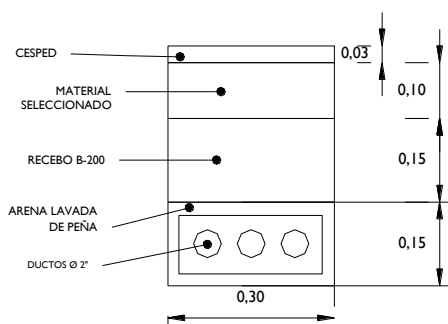 CESPED
0,03
MATERIAL
SELECCIONADO
0,10
RECEBO B-200
0,15
ARENA LAVADA
DE PEÑA
DUCTOS Ø 2"
0,15
0,30